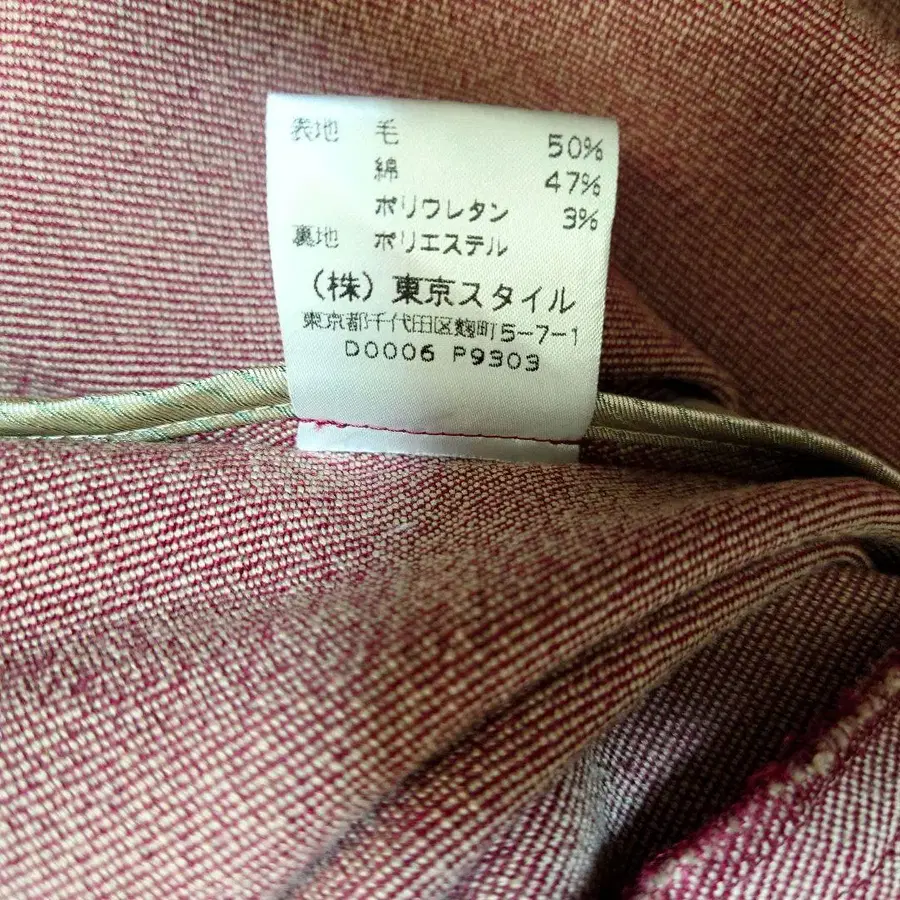 表地 毛 50%
綿 47%
ポリウレタン 3%
裏地 ポリエステル
（株）東京スタイル
東京都千代田区麹町5-7-1
D0006 P9303